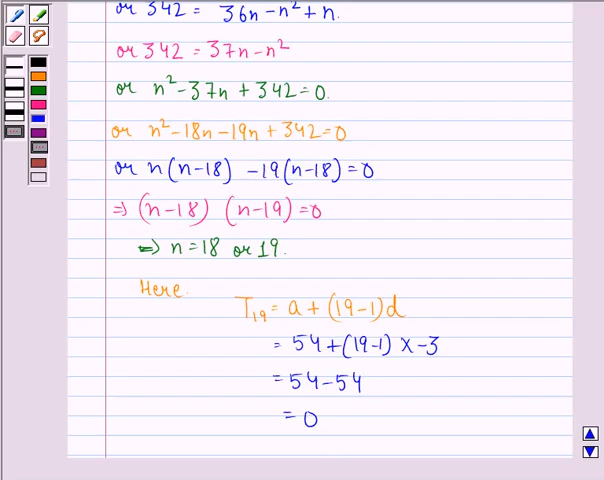 or 342 = 36n - n² + n.
or 342 = 37n - n²
or n² - 37n + 342 = 0.
or n² - 18n - 19n + 342 = 0
or n(n-18) - 19(n-18) = 0
⇒ (n-18) (n-19) = 0
⇒ n = 18 or 19.
Here.
T₁₉ = a + (19-1)d
= 54 + (19-1) x -3
= 54 - 54
= 0